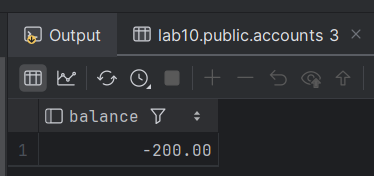 Output
lab10.public.accounts 3
balance
1
-200.00